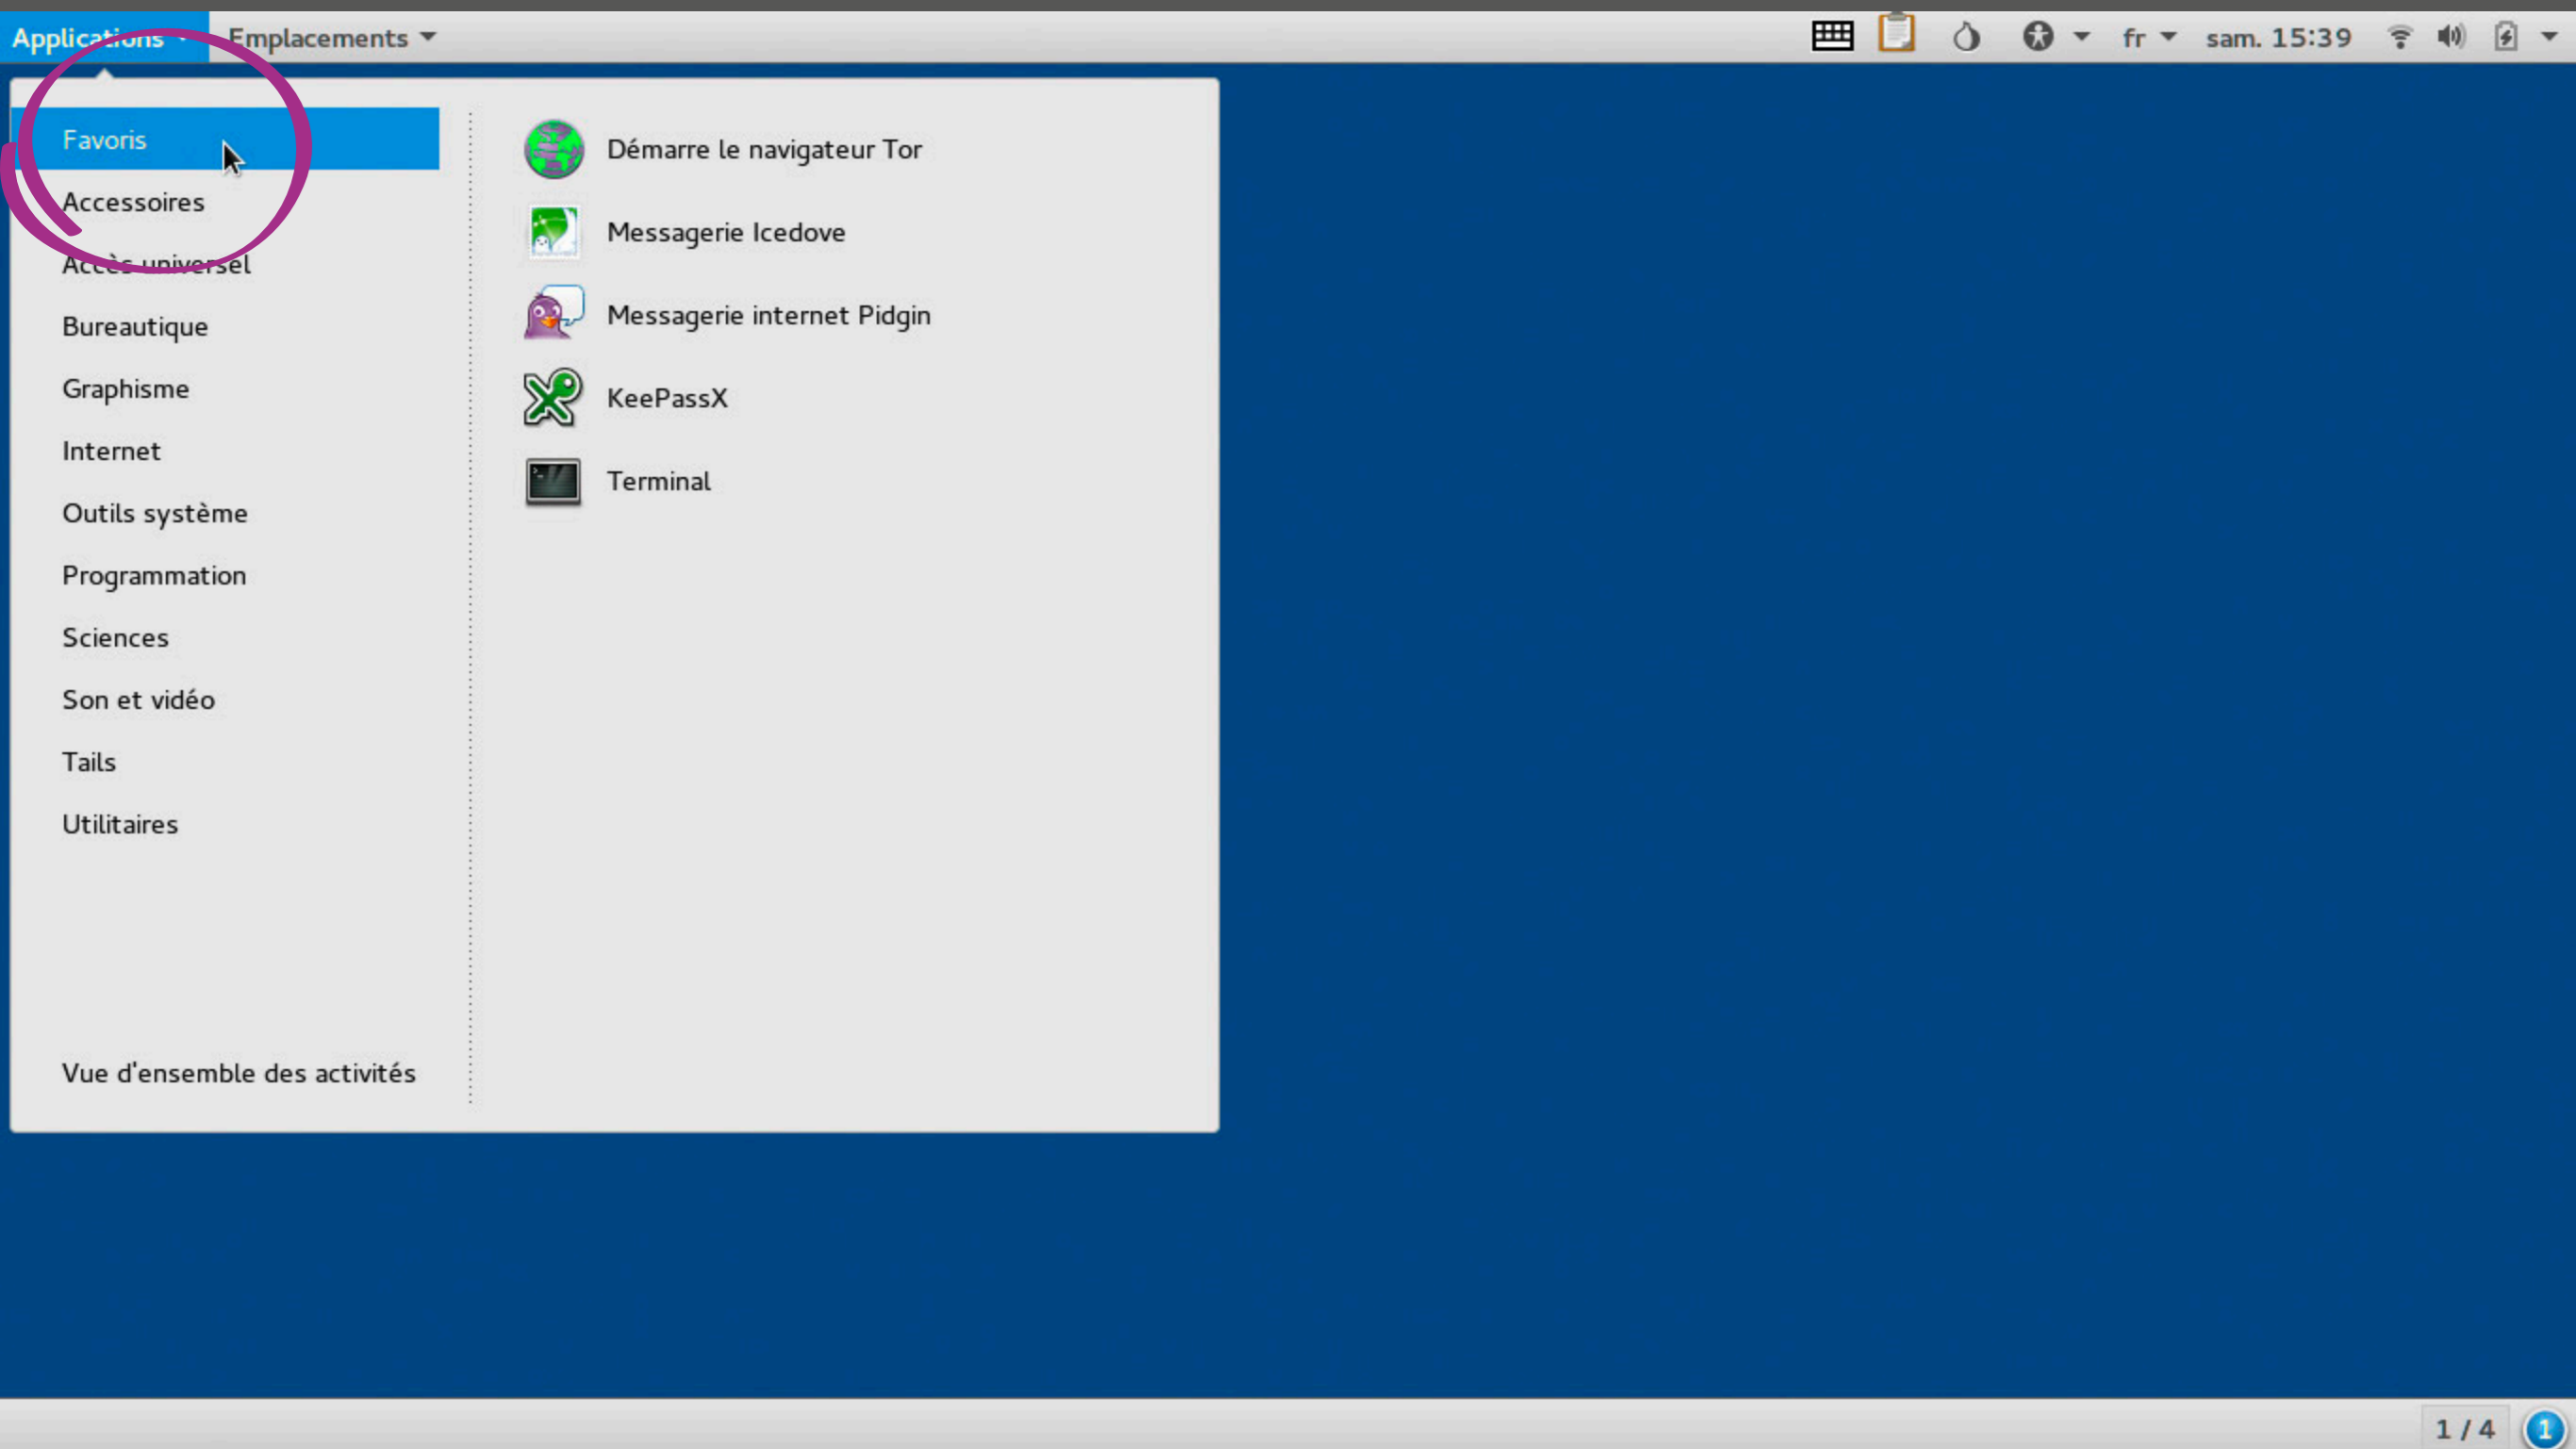 Applications Emplacements fr sam. 15:39
Favoris
Accessoires
Accès universel
Bureautique
Graphisme
Internet
Outils système
Programmation
Sciences
Son et vidéo
Tails
Utilitaires
Vue d'ensemble des activités
Démarre le navigateur Tor
Messagerie Icedove
Messagerie internet Pidgin
KeePassX
Terminal
1 / 4 1